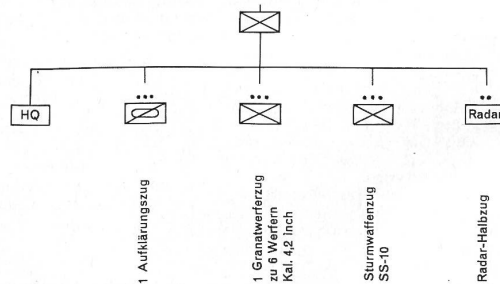 HQ
Radar
1 Aufklärungszug
1 Granatwerferzug
zu 6 Werfern
Kal. 4,2 inch
Sturmwaffenzug
SS-10
Radar-Halbzug